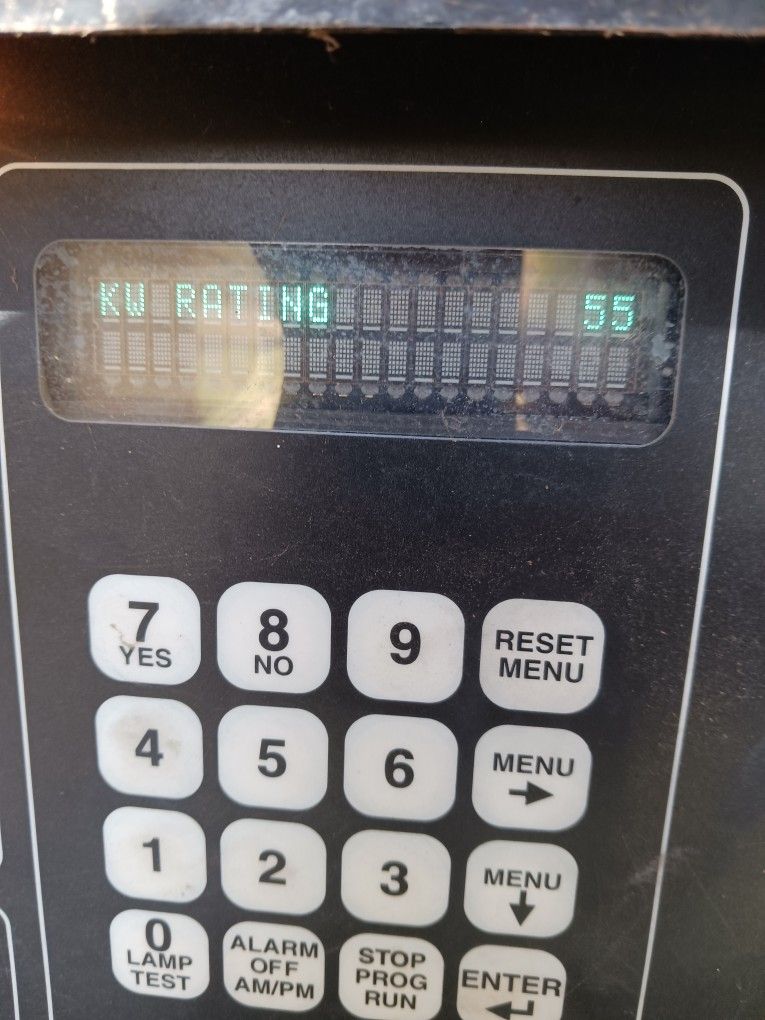 KW RATING 55
7 YES
8 NO
9
RESET MENU
4
5
6
MENU →
1
2
3
MENU ↓
0 LAMP TEST
ALARM OFF AM/PM
STOP PROG RUN
ENTER ↵